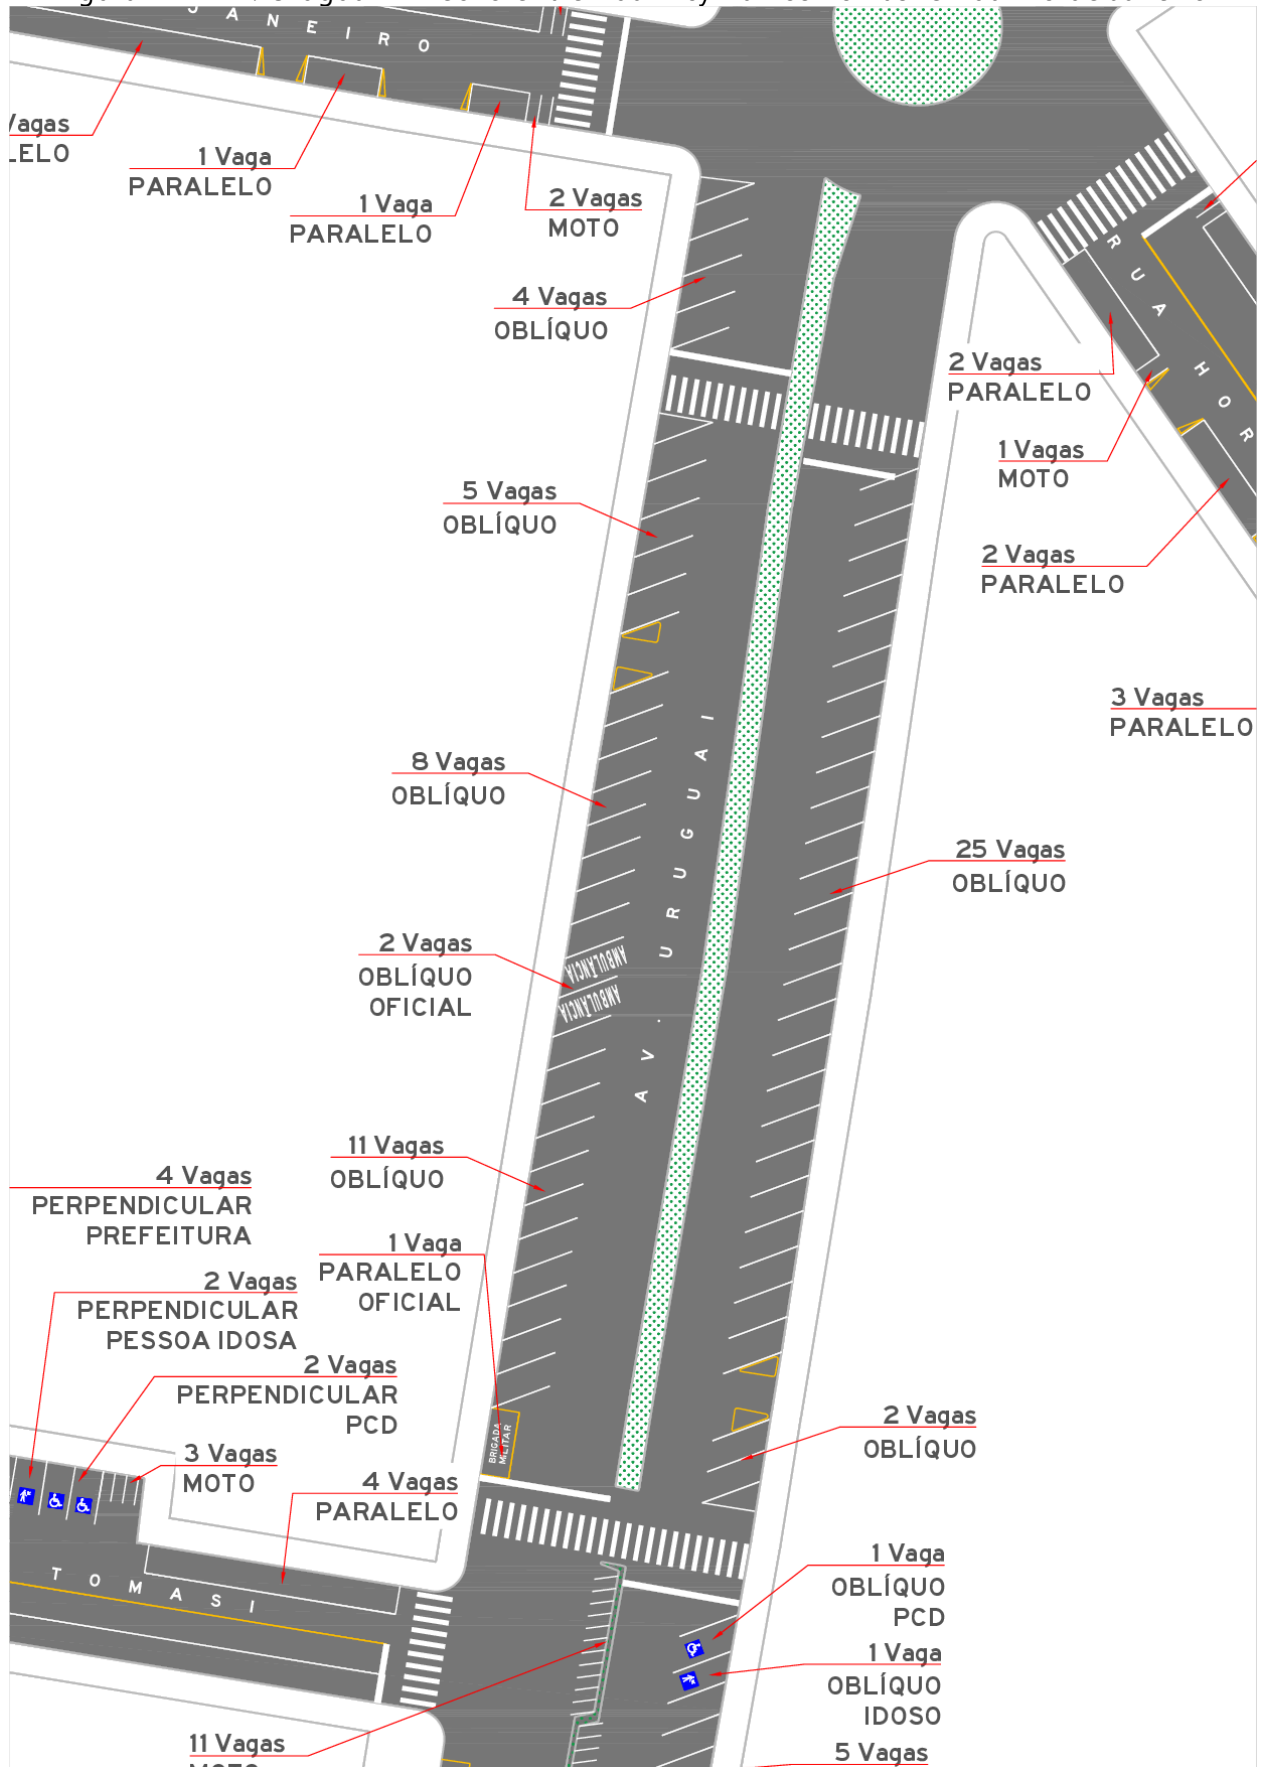 JANEIRO
Vagas
LELO
1 Vaga
PARALELO
1 Vaga
PARALELO
2 Vagas
MOTO
4 Vagas
OBLÍQUO
2 Vagas
PARALELO
RUA HOR
1 Vagas
MOTO
5 Vagas
OBLÍQUO
2 Vagas
PARALELO
3 Vagas
PARALELO
8 Vagas
OBLÍQUO
25 Vagas
OBLÍQUO
AV. URUGUAI
2 Vagas
OBLÍQUO
OFICIAL
AMBULÂNCIA
AMBULÂNCIA
11 Vagas
OBLÍQUO
4 Vagas
PERPENDICULAR
PREFEITURA
1 Vaga
PARALELO
OFICIAL
2 Vagas
PERPENDICULAR
PESSOA IDOSA
2 Vagas
PERPENDICULAR
PCD
BRIGADA
MILITAR
2 Vagas
OBLÍQUO
3 Vagas
MOTO
4 Vagas
PARALELO
TOMASI
1 Vaga
OBLÍQUO
PCD
1 Vaga
OBLÍQUO
IDOSO
11 Vagas
MOTO
5 Vagas